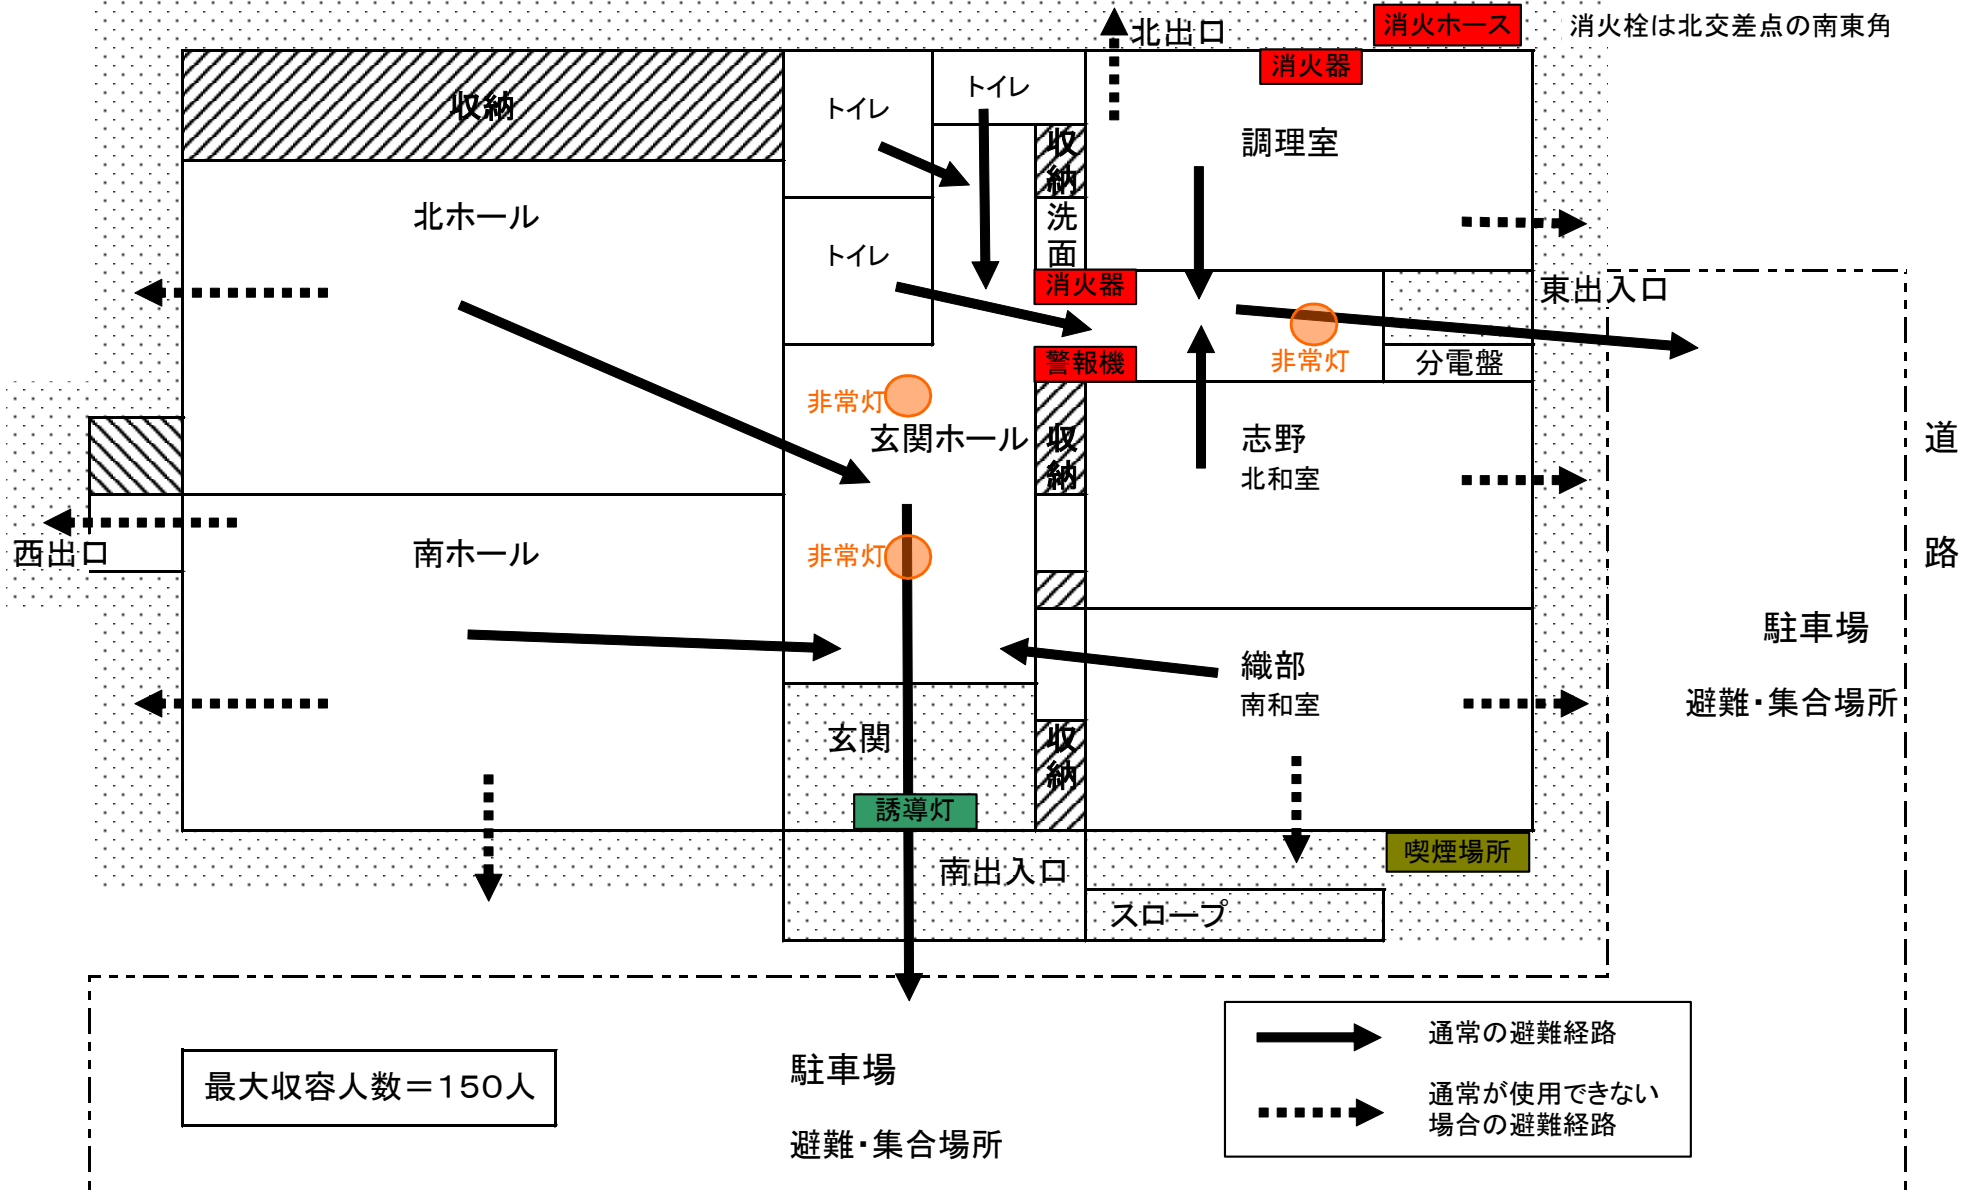 北出口
消火ホース
消火栓は北交差点の南東角
消火器
収納
トイレ
トイレ
収
納
調理室
北ホール
洗
面
トイレ
消火器
東出入口
警報機
非常灯
分電盤
非常灯
玄関ホール
収
納
志野
北和室
道
路
西出口
南ホール
非常灯
駐車場
避難・集合場所
織部
南和室
玄関
収
納
誘導灯
喫煙場所
南出入口
スロープ
最大収容人数＝150人
駐車場
避難・集合場所
通常の避難経路
通常が使用できない
場合の避難経路